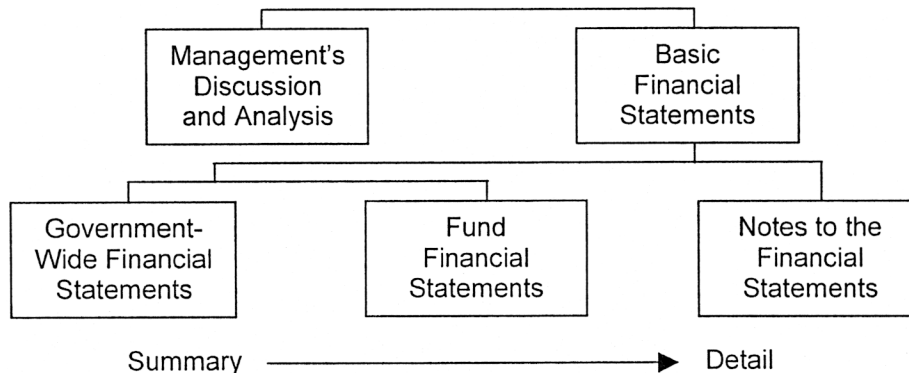 Management's
Discussion
and Analysis
Basic
Financial
Statements
Government-
Wide Financial
Statements
Fund
Financial
Statements
Notes to the
Financial
Statements
Summary
Detail